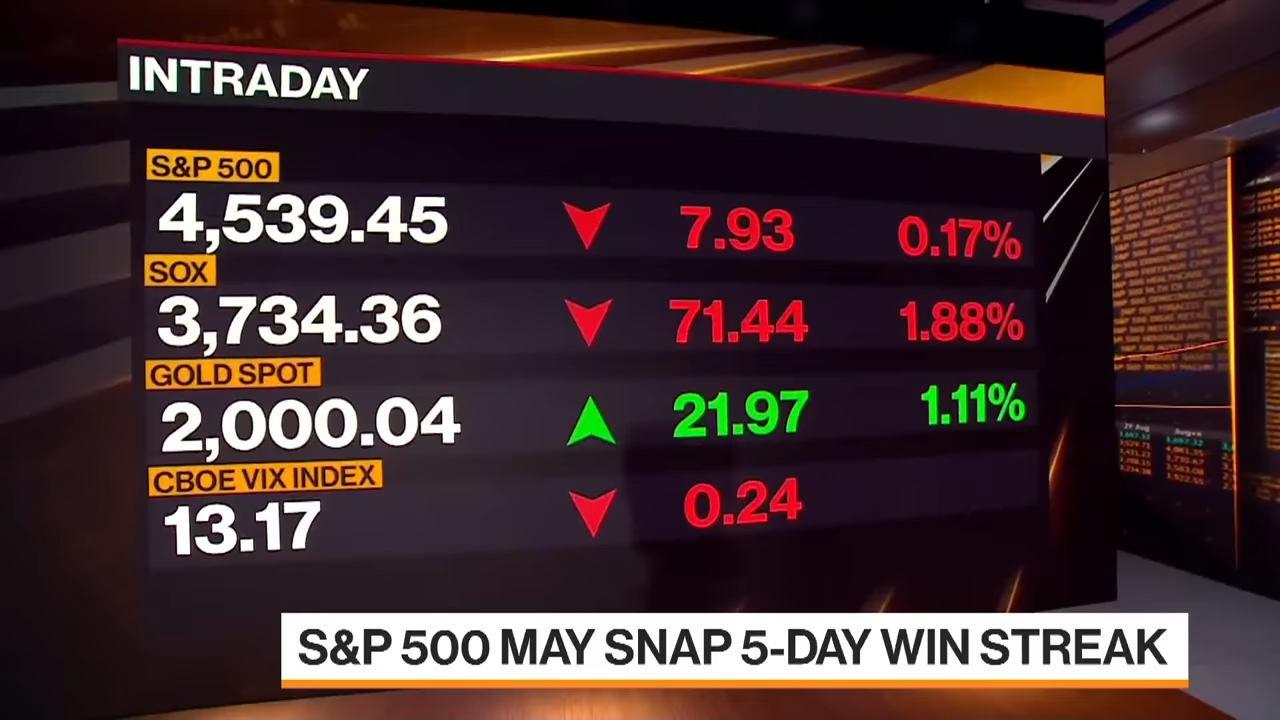 INTRADAY
S&P 500
4,539.45 7.93 0.17%
SOX
3,734.36 71.44 1.88%
GOLD SPOT
2,000.04 21.97 1.11%
CBOE VIX INDEX
13.17 0.24
S&P 500 MAY SNAP 5-DAY WIN STREAK